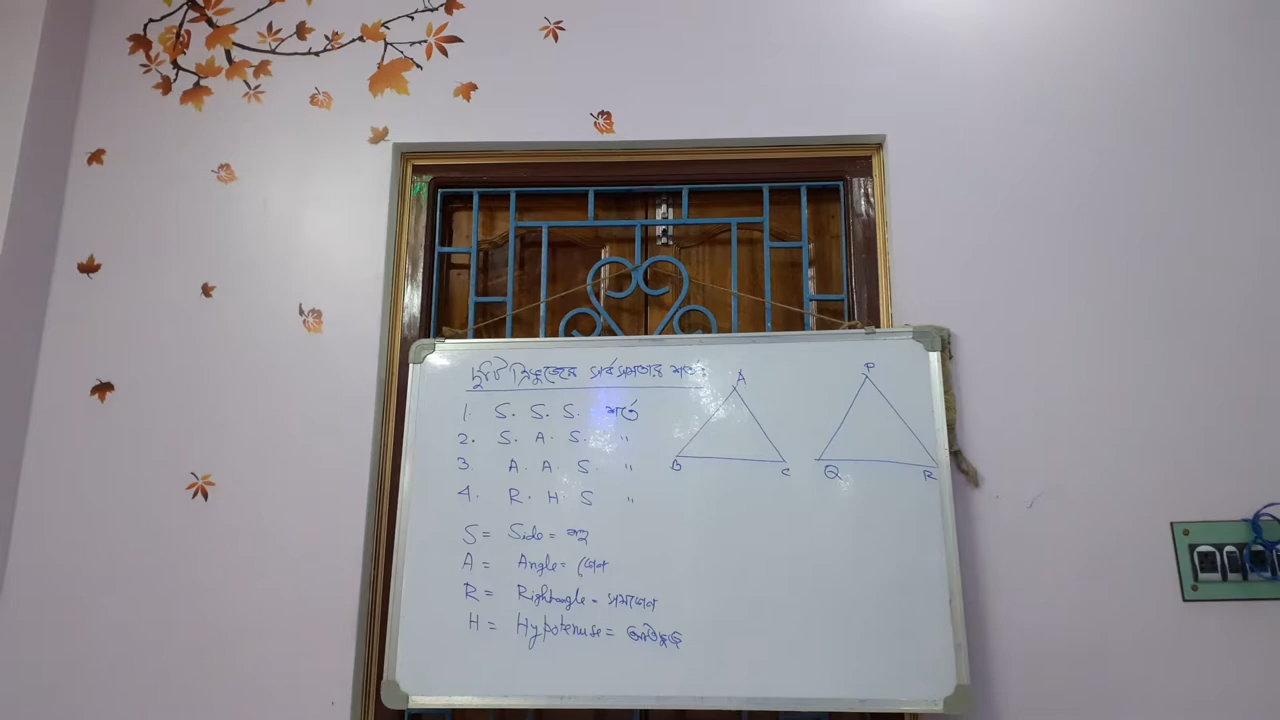 দুটি ত্রিভুজের সর্বসমতার শর্ত
1. S. S. S. শর্ত
2. S. A. S. "
3. A. A. S. "
4. R. H. S "
S = Side = বাহু
A = Angle = কোন
R = Rightangle = সমকোন
H = Hypotenuse = অতিভুজ
A
B
C
P
Q
R